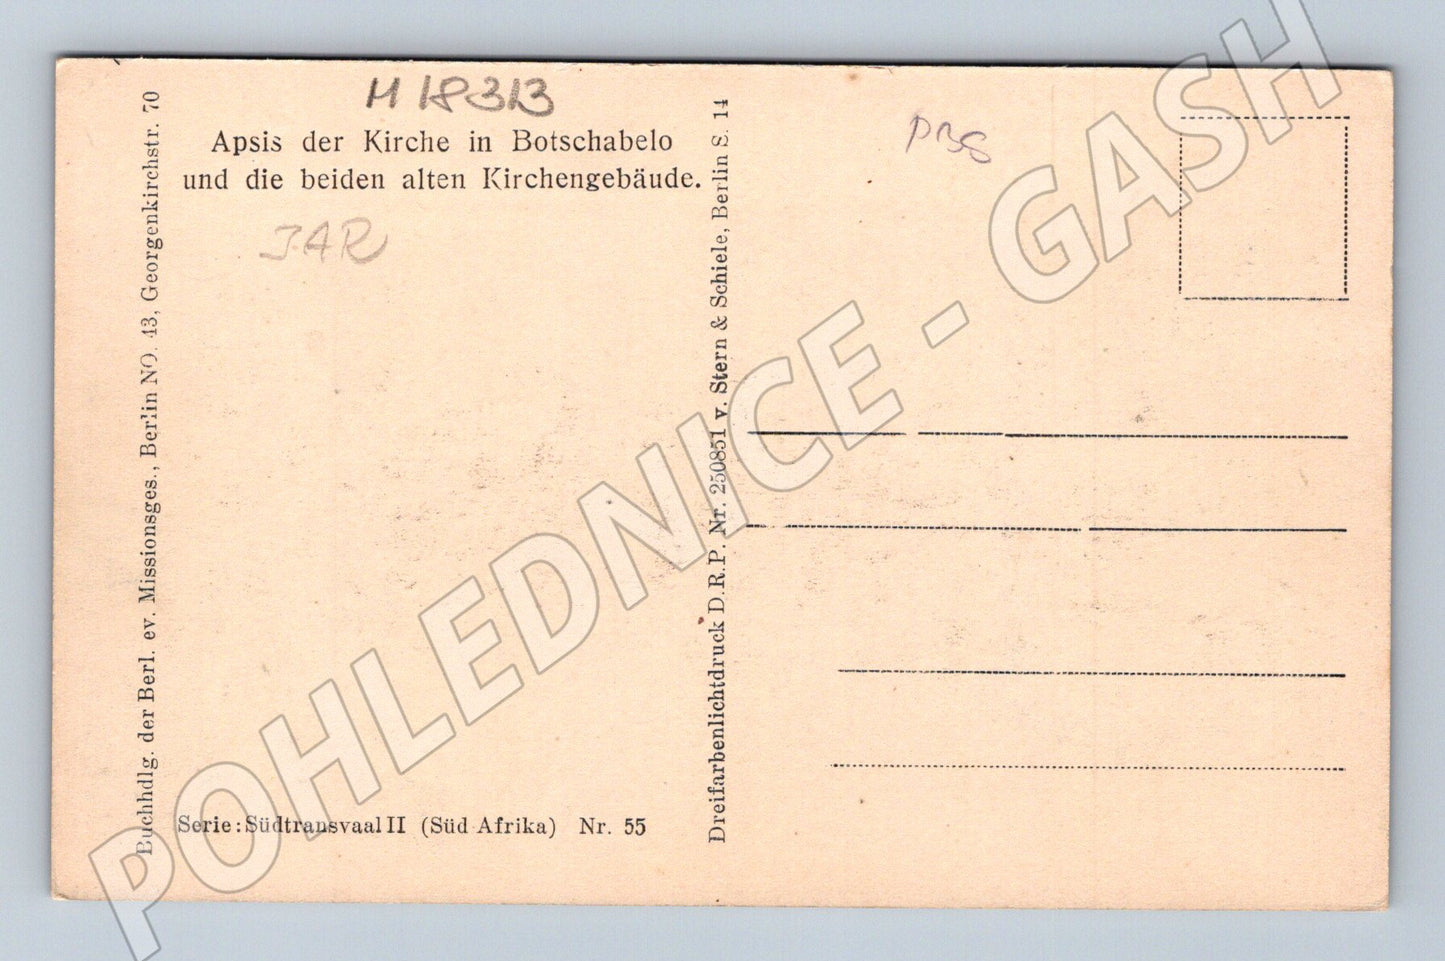 M 18313
Apsis der Kirche in Botschabelo
und die beiden alten Kirchengebäude.
JAR
Buchhdlg. der Berl. ev. Missionsges., Berlin NO. 43, Georgenkirchstr. 70
Serie: Südtransvaal II (Süd Afrika) Nr. 55
Dreifarbenlichtdruck D.R.P. Nr. 250851 v. Stern & Schiele, Berlin S. 14
POHLEDNICE - GASH